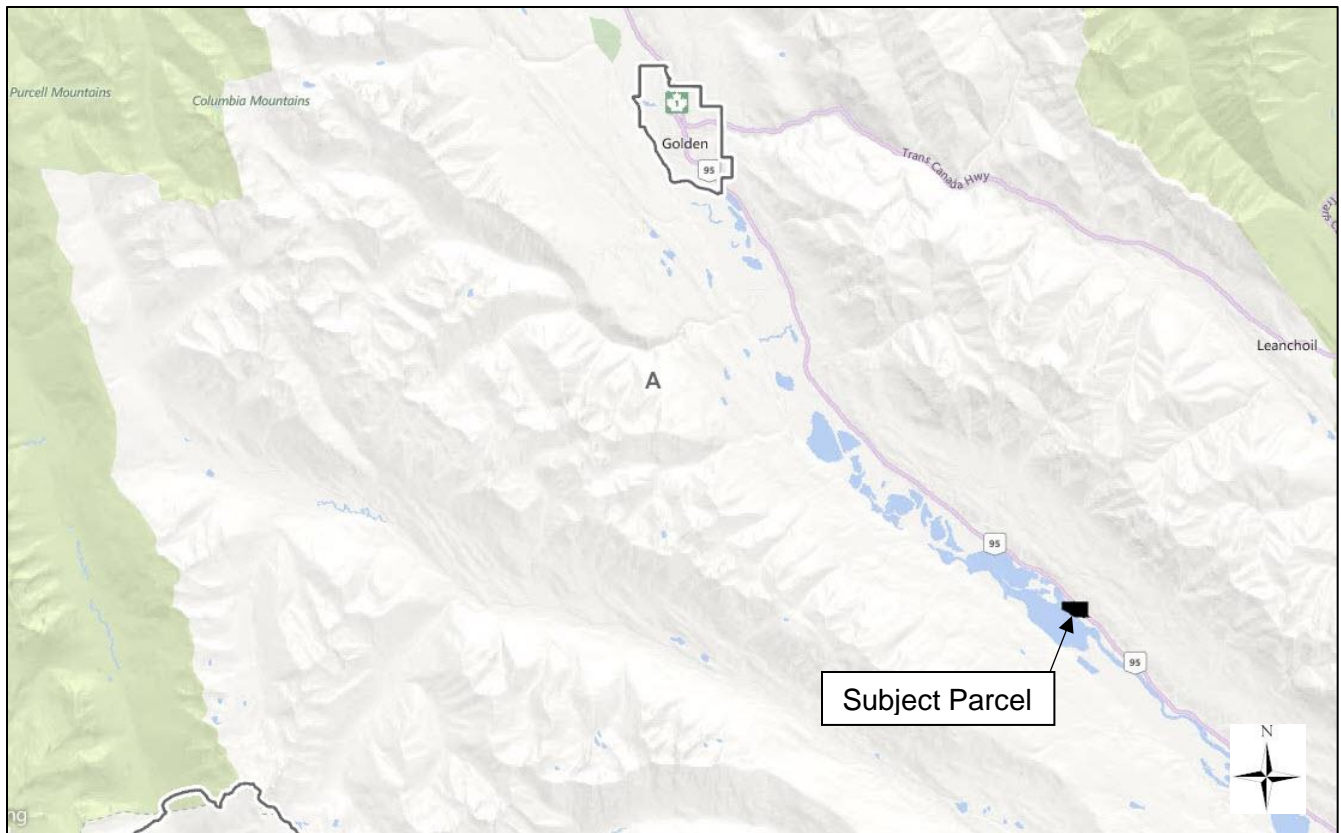 Purcell Mountains
Columbia Mountains
1
Golden
95
Trans Canada Hwy
Leanchoil
A
95
95
Subject Parcel
N